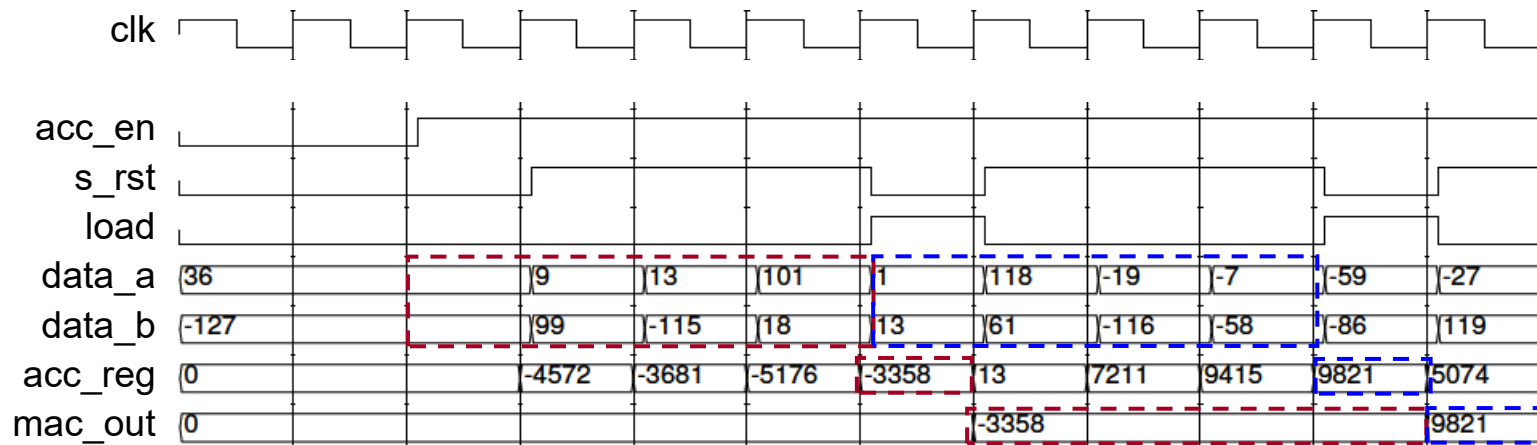 clk
acc_en
s_rst
load
data_a 36 9 13 101 1 118 -19 -7 -59 -27
data_b -127 99 -115 18 13 61 -116 -58 -86 119
acc_reg 0 -4572 -3681 -5176 -3358 13 7211 9415 9821 5074
mac_out 0 -3358 9821